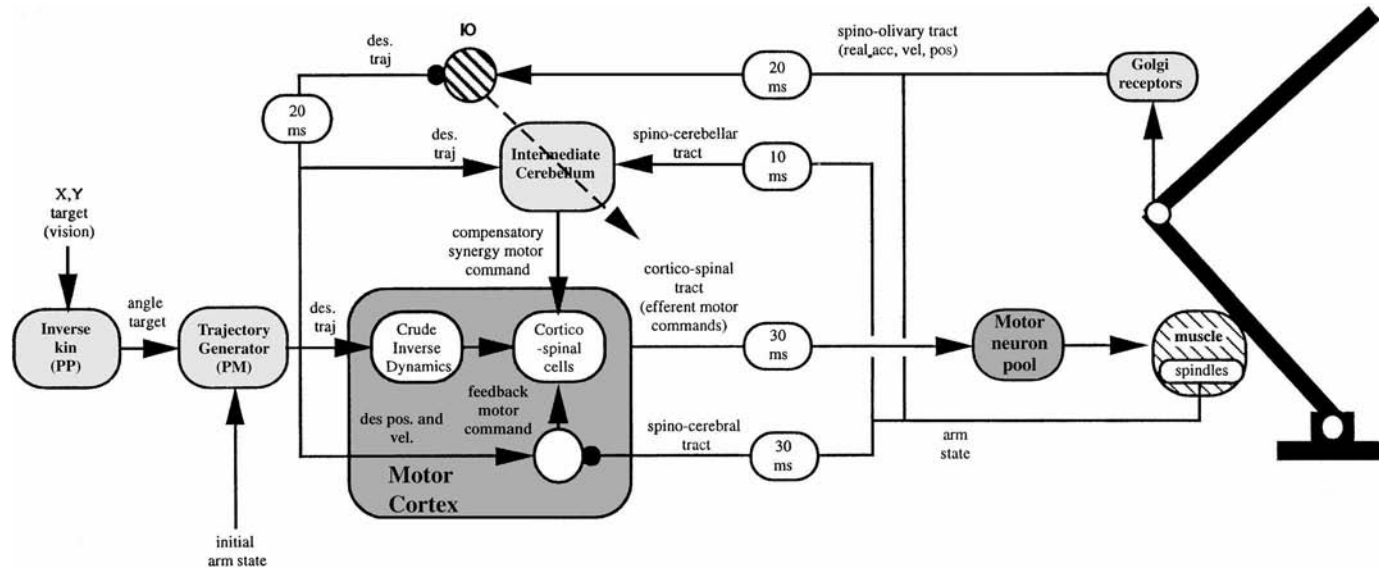 IO
des.
traj
20
ms
spino-olivary tract
(real acc, vel, pos)
20
ms
Golgi
receptors
des.
traj
Intermediate
Cerebellum
spino-cerebellar
tract
10
ms
X,Y
target
(vision)
compensatory
synergy motor
command
cortico-spinal
tract
(efferent motor
commands)
angle
target
des.
traj
Inverse
kin
(PP)
Trajectory
Generator
(PM)
Crude
Inverse
Dynamics
Cortico
-spinal
cells
30
ms
Motor
neuron
pool
muscle
spindles
feedback
motor
command
des pos. and
vel.
spino-cerebral
tract
30
ms
arm
state
Motor
Cortex
initial
arm state